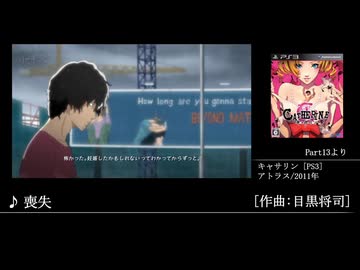 How long are you gonna sta
BEYOND
怖かった。妊娠したかもしれないってわかってからずっと。
PS3
CATHERINE
Part13より
キャサリン [PS3]
アトラス/2011年
♪ 喪失
[作曲:目黒将司]